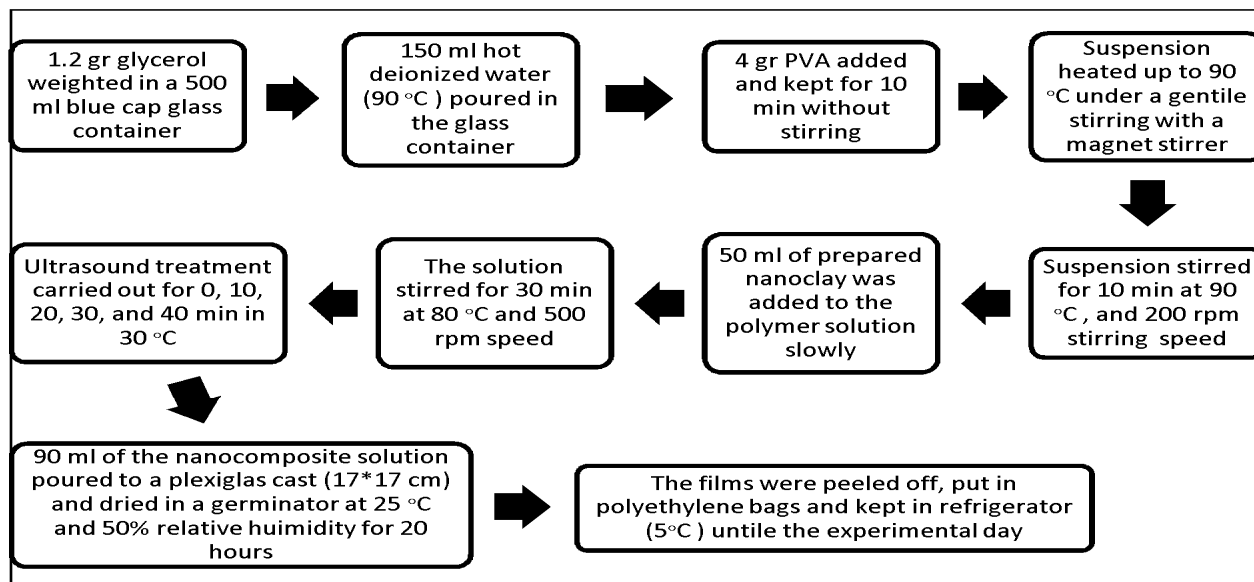 1.2 gr glycerol
weighted in a 500
ml blue cap glass
container
150 ml hot
deionized water
(90 °C ) poured in
the glass
container
4 gr PVA added
and kept for 10
min without
stirring
Suspension
heated up to 90
°C under a gentile
stirring with a
magnet stirrer
Suspension stirred
for 10 min at 90
°C , and 200 rpm
stirring speed
50 ml of prepared
nanoclay was
added to the
polymer solution
slowly
The solution
stirred for 30 min
at 80 °C and 500
rpm speed
Ultrasound treatment
carried out for 0, 10,
20, 30, and 40 min in
30 °C
90 ml of the nanocomposite solution
poured to a plexiglas cast (17*17 cm)
and dried in a germinator at 25 °C
and 50% relative huimidity for 20
hours
The films were peeled off, put in
polyethylene bags and kept in refrigerator
(5°C ) untile the experimental day